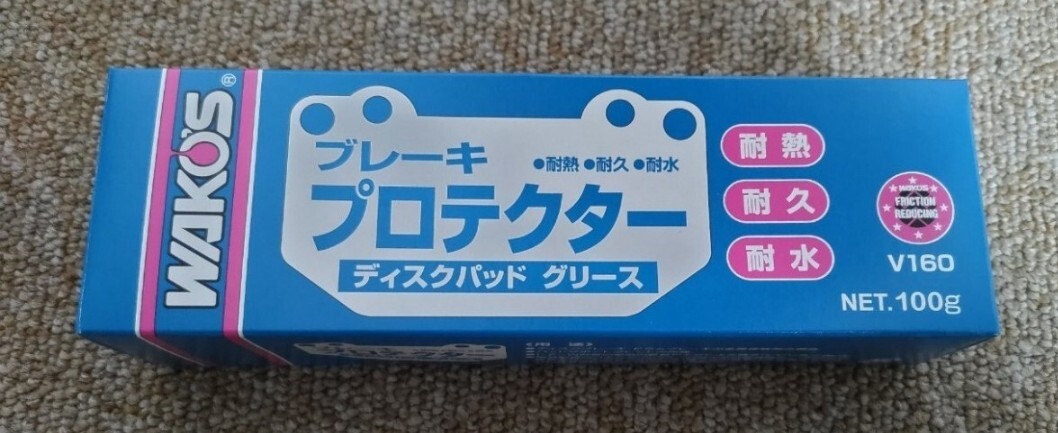 WAKO'S
ブレーキ
●耐熱 ●耐久 ●耐水
プロテクター
ディスクパッド グリース
耐熱
耐久
耐水
WAKO'S
FRICTION
REDUCING
V160
NET.100g